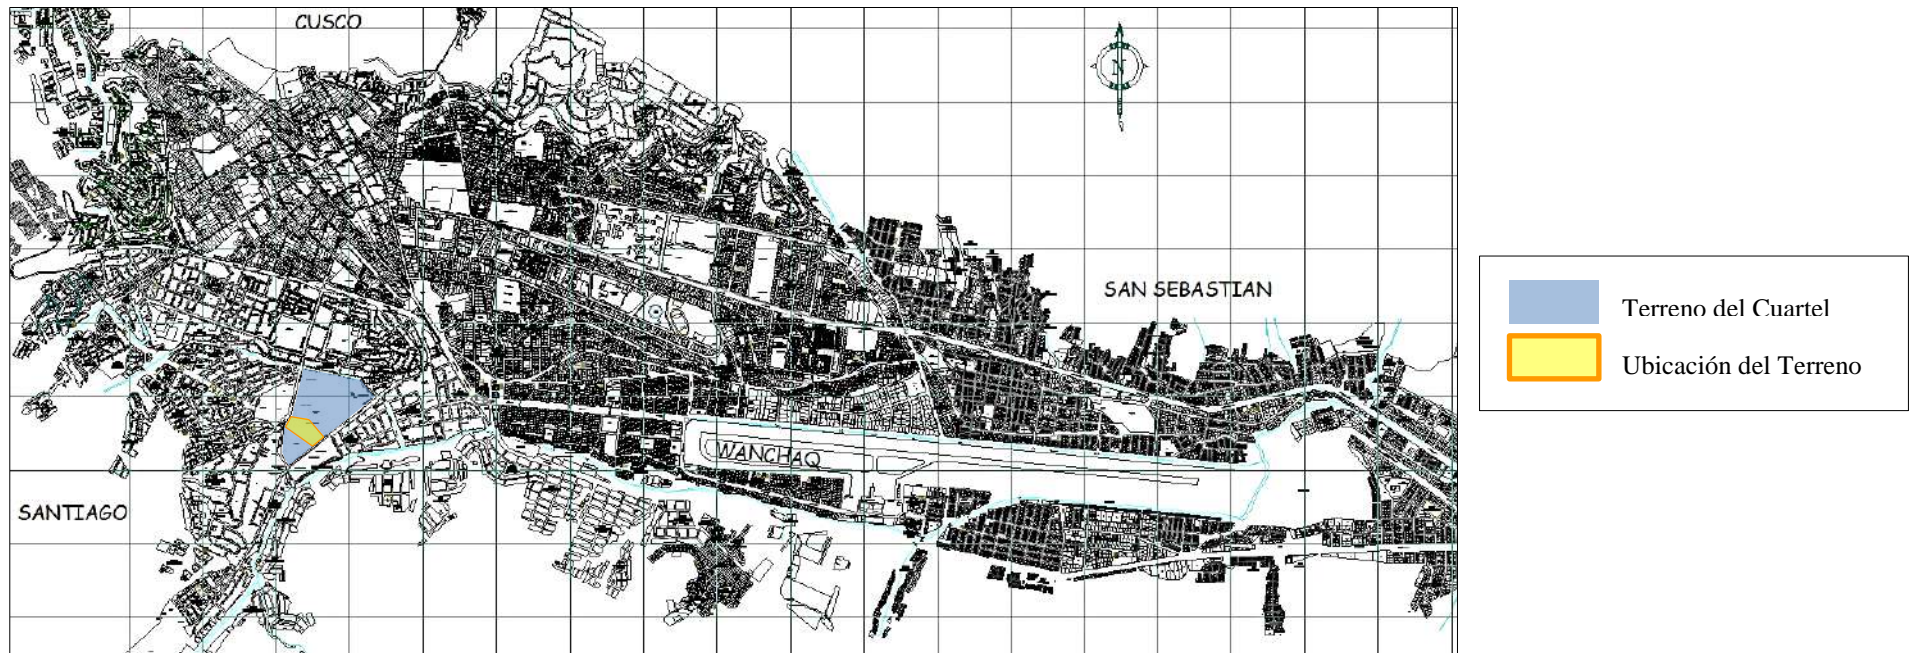 CUSCO
N
SAN SEBASTIAN
WANCHAQ
SANTIAGO
Terreno del Cuartel
Ubicación del Terreno